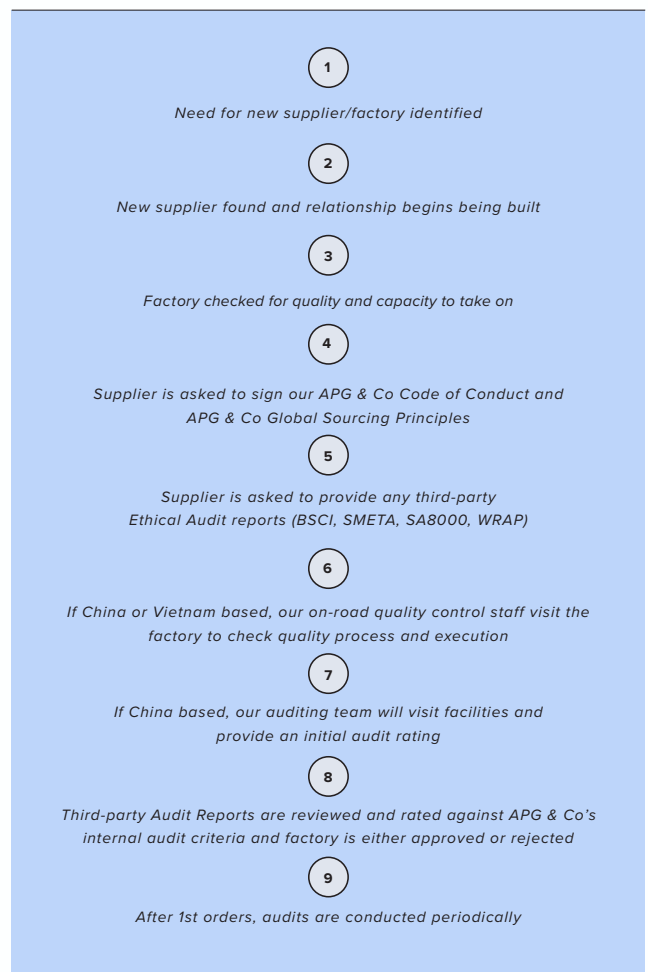 1
Need for new supplier/factory identified
2
New supplier found and relationship begins being built
3
Factory checked for quality and capacity to take on
4
Supplier is asked to sign our APG & Co Code of Conduct and
APG & Co Global Sourcing Principles
5
Supplier is asked to provide any third-party
Ethical Audit reports (BSCI, SMETA, SA8000, WRAP)
6
If China or Vietnam based, our on-road quality control staff visit the
factory to check quality process and execution
7
If China based, our auditing team will visit facilities and
provide an initial audit rating
8
Third-party Audit Reports are reviewed and rated against APG & Co's
internal audit criteria and factory is either approved or rejected
9
After 1st orders, audits are conducted periodically